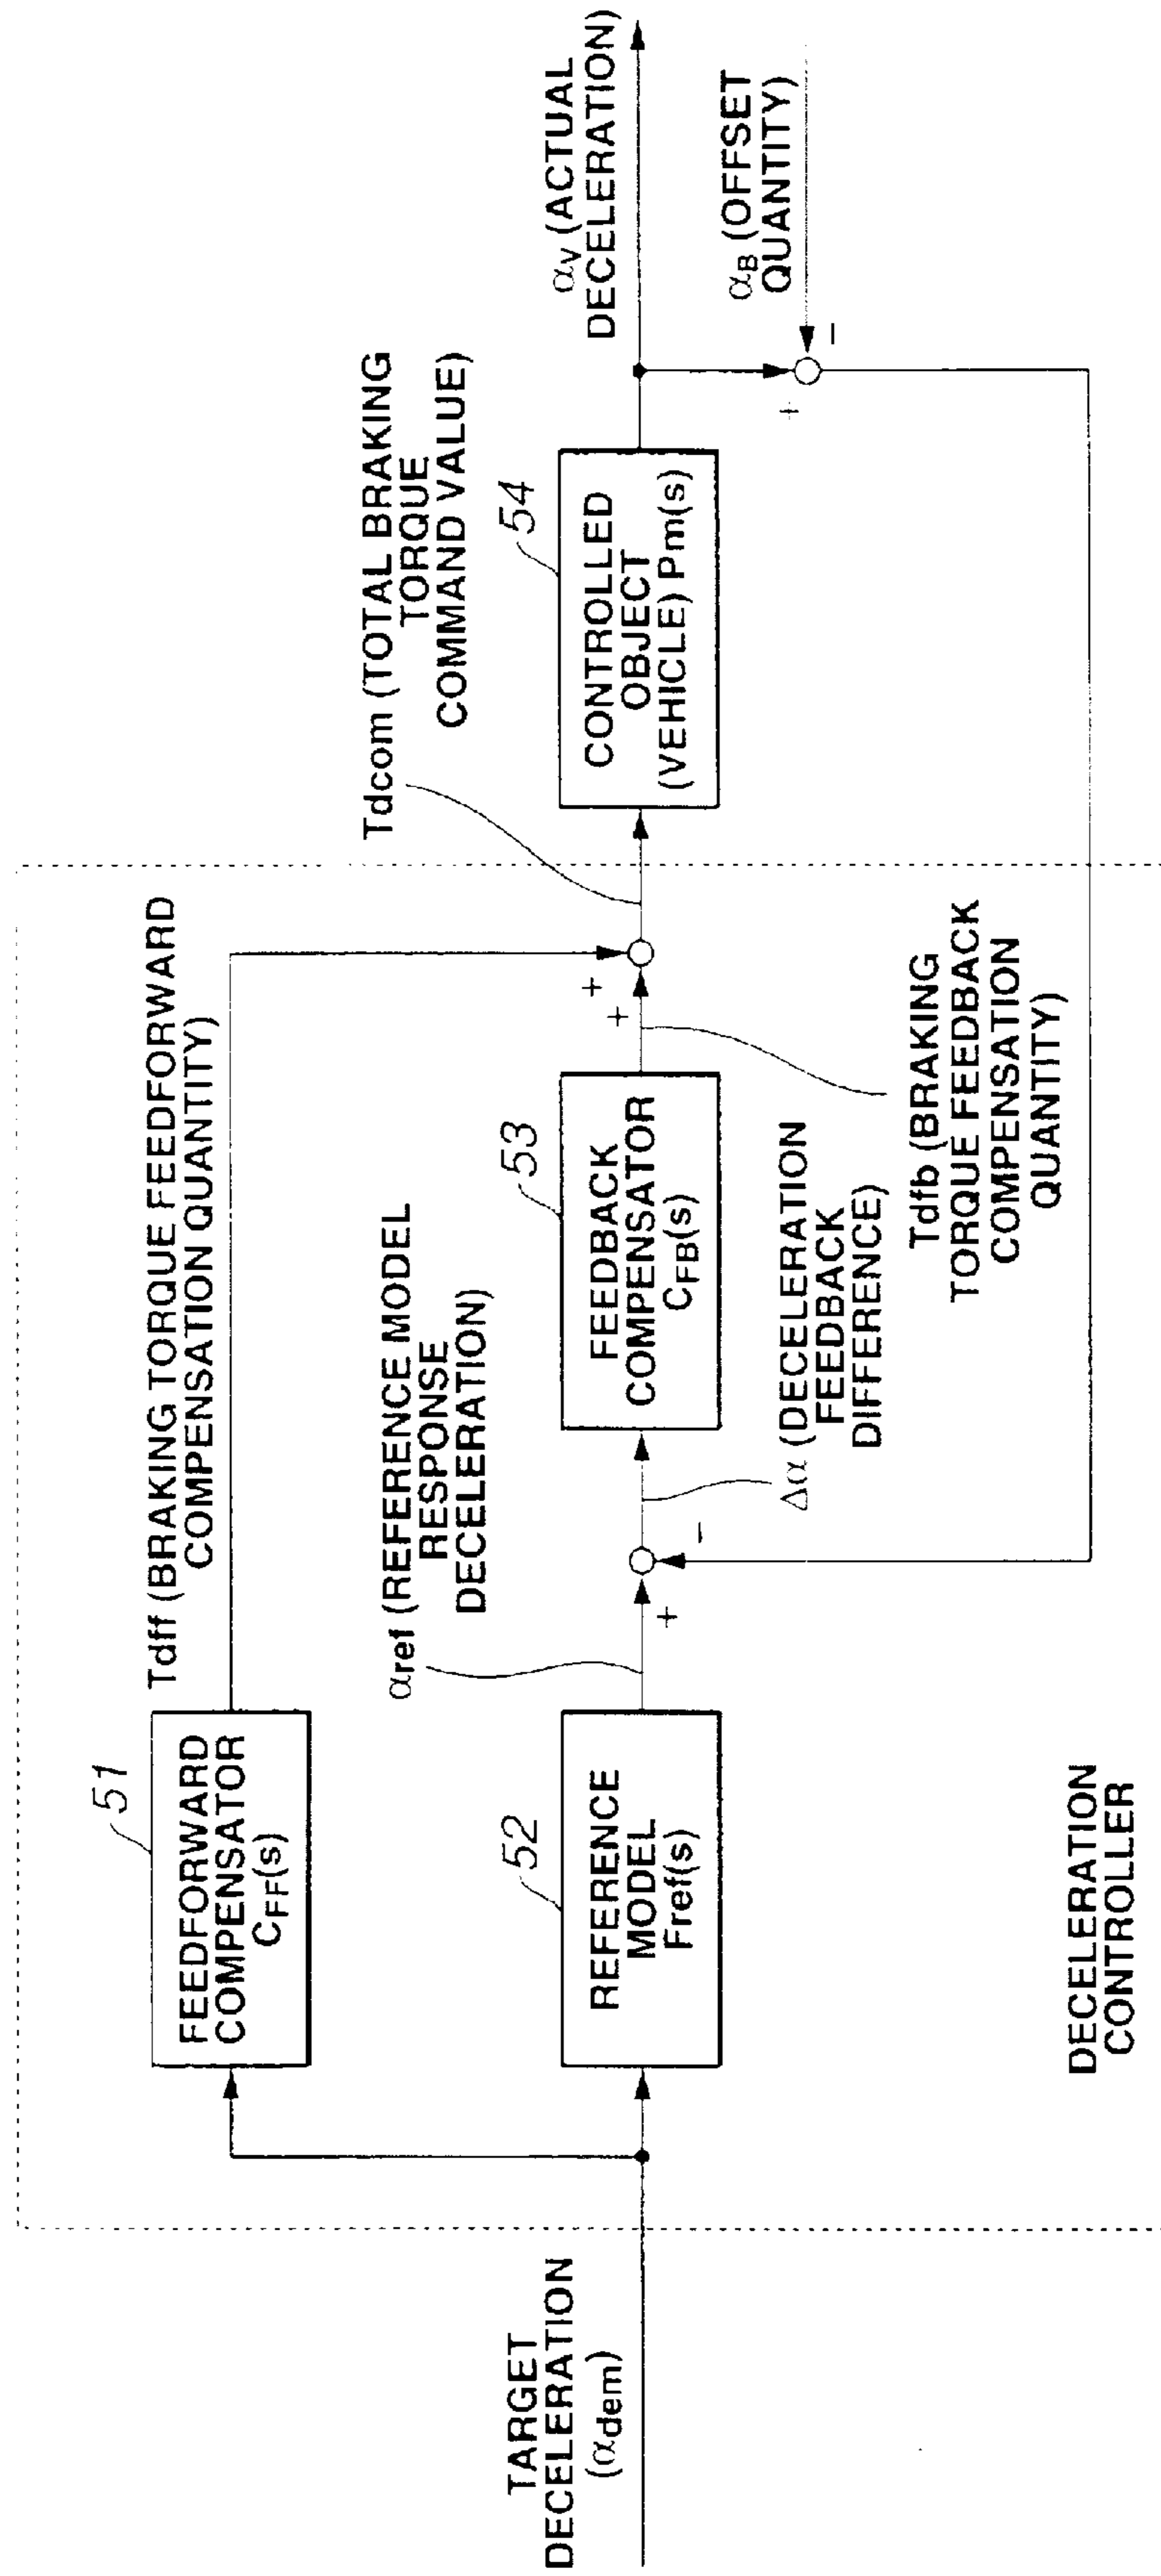 TARGET
DECELERATION
(αdem)
51
FEEDFORWARD
COMPENSATOR
CFF(s)
Tdff (BRAKING TORQUE FEEDFORWARD
COMPENSATION QUANTITY)
52
REFERENCE
MODEL
Fref(s)
αref (REFERENCE MODEL
RESPONSE
DECELERATION)
+
−
Δα (DECELERATION
FEEDBACK
DIFFERENCE)
53
FEEDBACK
COMPENSATOR
CFB(s)
+
+
Tdfb (BRAKING
TORQUE FEEDBACK
COMPENSATION
QUANTITY)
DECELERATION
CONTROLLER
Tdcom (TOTAL BRAKING
TORQUE
COMMAND VALUE)
54
CONTROLLED
OBJECT
(VEHICLE) Pm(s)
αV (ACTUAL
DECELERATION)
+
−
αB (OFFSET
QUANTITY)